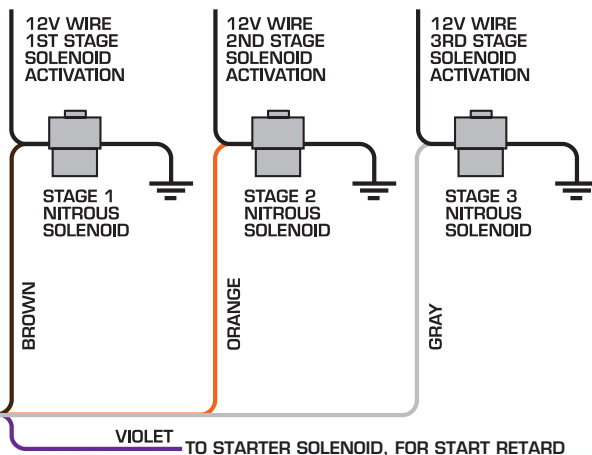 12V WIRE
1ST STAGE
SOLENOID
ACTIVATION
12V WIRE
2ND STAGE
SOLENOID
ACTIVATION
12V WIRE
3RD STAGE
SOLENOID
ACTIVATION
STAGE 1
NITROUS
SOLENOID
STAGE 2
NITROUS
SOLENOID
STAGE 3
NITROUS
SOLENOID
BROWN
ORANGE
GRAY
VIOLET
TO STARTER SOLENOID, FOR START RETARD